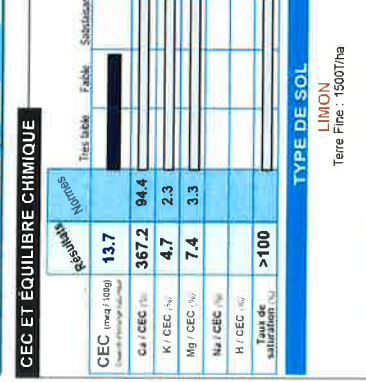 CEC ET ÉQUILIBRE CHIMIQUE
Résultats Normes Très faible Faible
CEC (meq / 100g) 13.7
Ca / CEC (%) 367.2 94.4
K / CEC (%) 4.7 2.3
Mg / CEC (%) 7.4 3.3
Na / CEC (%)
H / CEC (%)
Taux de
saturation (%) >100
TYPE DE SOL
LIMON
Terre Fine : 1500T/ha